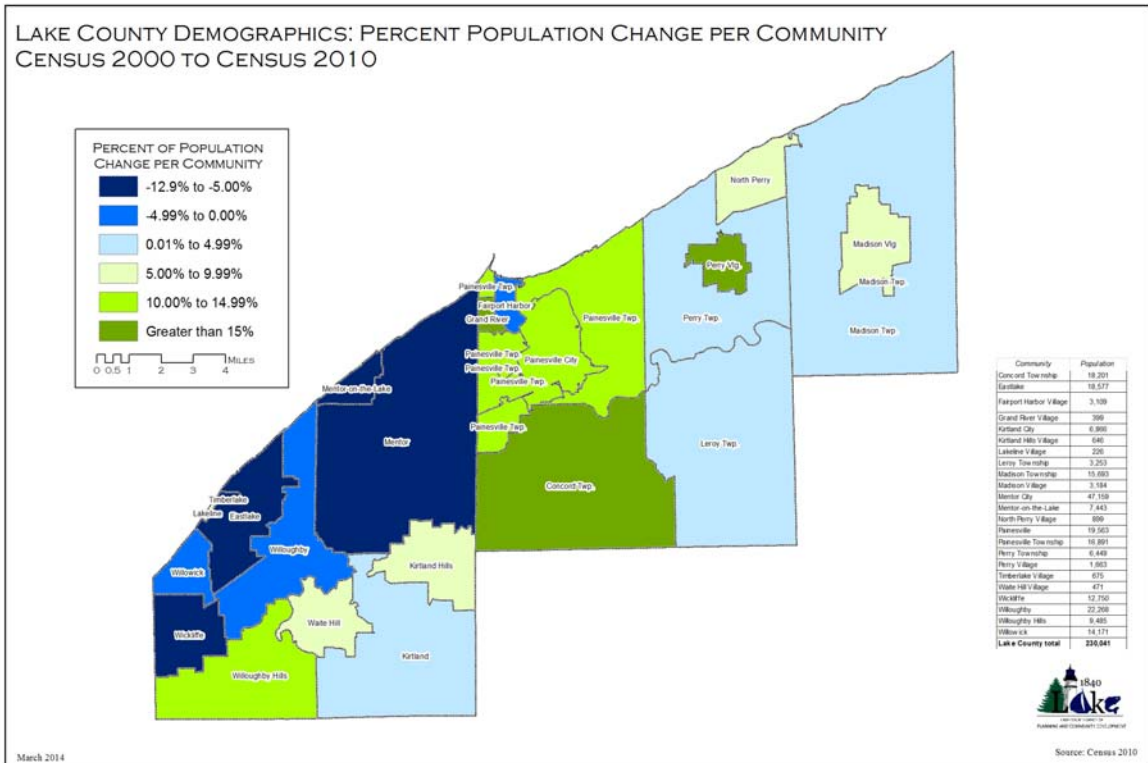 LAKE COUNTY DEMOGRAPHICS: PERCENT POPULATION CHANGE PER COMMUNITY
CENSUS 2000 TO CENSUS 2010
PERCENT OF POPULATION
CHANGE PER COMMUNITY
-12.9% to -5.00%
-4.99% to 0.00%
0.01% to 4.99%
5.00% to 9.99%
10.00% to 14.99%
Greater than 15%
MILES
0 0.5 1 2 3 4
North Perry
Madison Vlg
Madison Twp.
Perry Vlg
Painesville Twp.
Fairport Harbor
Grand River
Painesville Twp.
Perry Twp.
Madison Twp.
Painesville Twp.
Painesville City
Painesville Twp.
Painesville Twp.
Mentor-on-the-Lake
Painesville Twp.
Mentor
Leroy Twp.
Concord Twp.
Timberlake
Lakeline
Eastlake
Willoughby
Kirtland Hills
Willowick
Waite Hill
Wickliffe
Kirtland
Willoughby Hills
Community Population
Concord Township 18,201
Eastlake 18,577
Fairport Harbor Village 3,109
Grand River Village 399
Kirtland City 6,866
Kirtland Hills Village 646
Lakeline Village 226
Leroy Township 3,253
Madison Township 15,693
Madison Village 3,184
Mentor City 47,159
Mentor-on-the-Lake 7,443
North Perry Village 899
Painesville 19,563
Painesville Township 16,891
Perry Township 6,449
Perry Village 1,663
Timberlake Village 675
Waite Hill Village 471
Wickliffe 12,750
Willoughby 22,268
Willoughby Hills 9,485
Willowick 14,171
Lake County total 230,041
1840
Lake
PLANNING AND COMMUNITY DEVELOPMENT
March 2014
Source: Census 2010